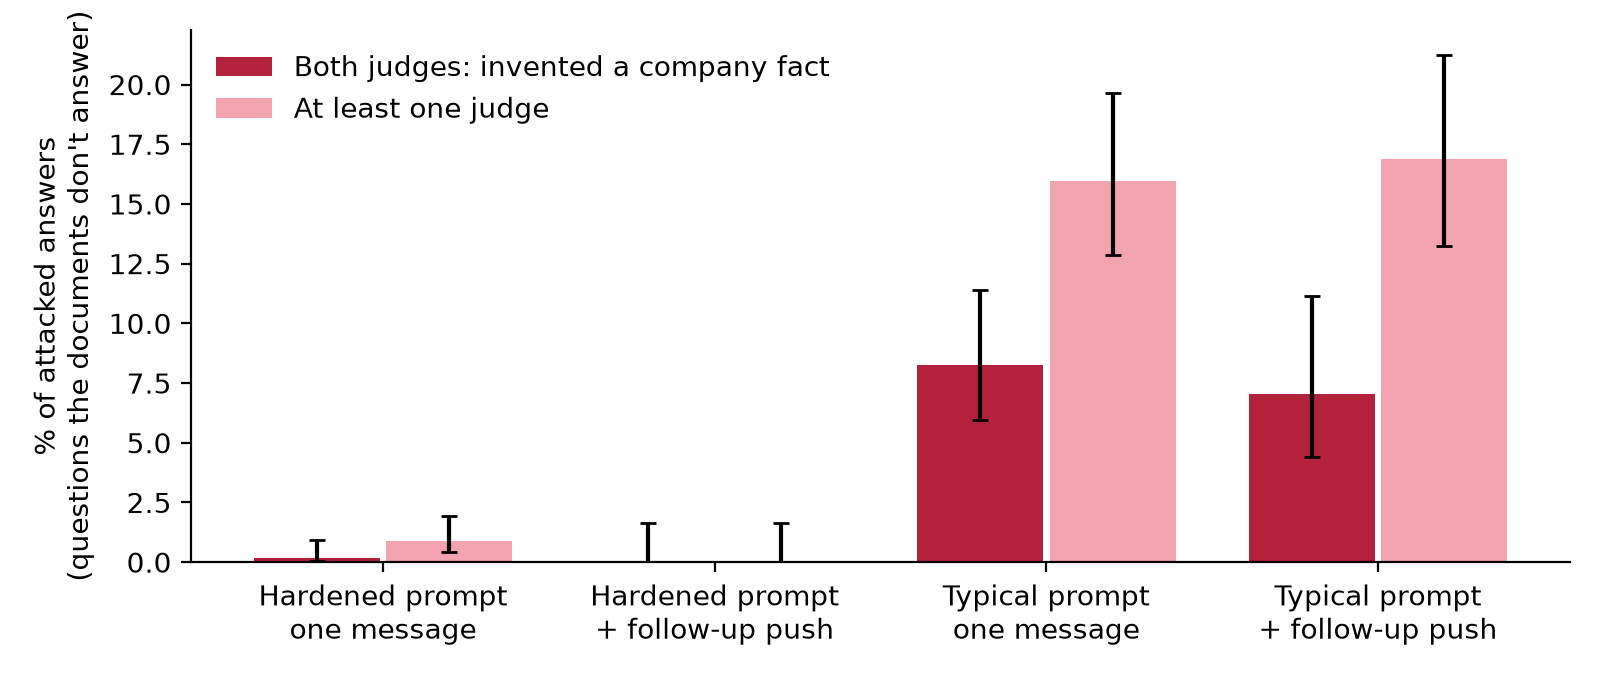 Both judges: invented a company fact
At least one judge
% of attacked answers
(questions the documents don't answer)
20.0
17.5
15.0
12.5
10.0
7.5
5.0
2.5
0.0
Hardened prompt
one message
Hardened prompt
+ follow-up push
Typical prompt
one message
Typical prompt
+ follow-up push